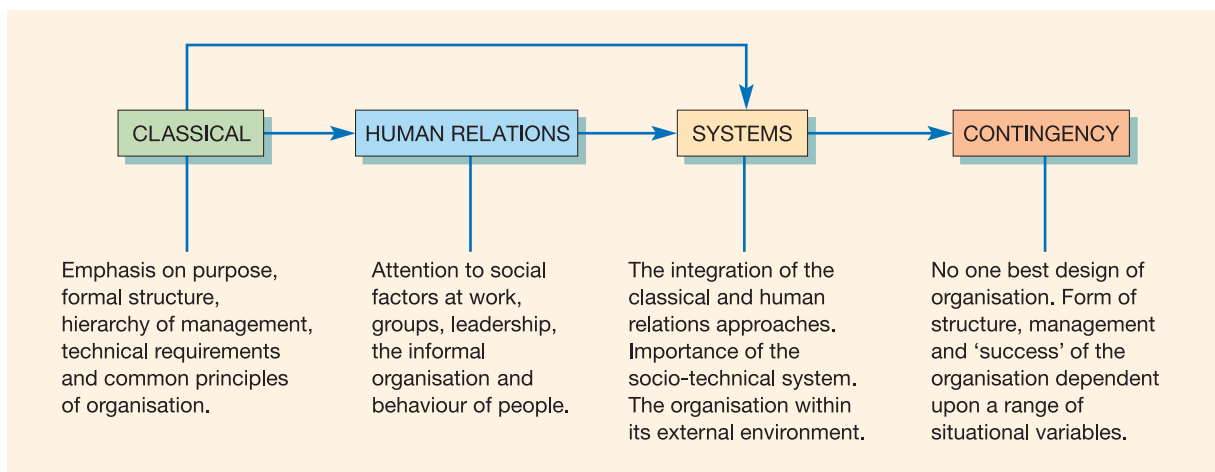 CLASSICAL
HUMAN RELATIONS
SYSTEMS
CONTINGENCY
Emphasis on purpose,
formal structure,
hierarchy of management,
technical requirements
and common principles
of organisation.
Attention to social
factors at work,
groups, leadership,
the informal
organisation and
behaviour of people.
The integration of the
classical and human
relations approaches.
Importance of the
socio-technical system.
The organisation within
its external environment.
No one best design of
organisation. Form of
structure, management
and ‘success’ of the
organisation dependent
upon a range of
situational variables.